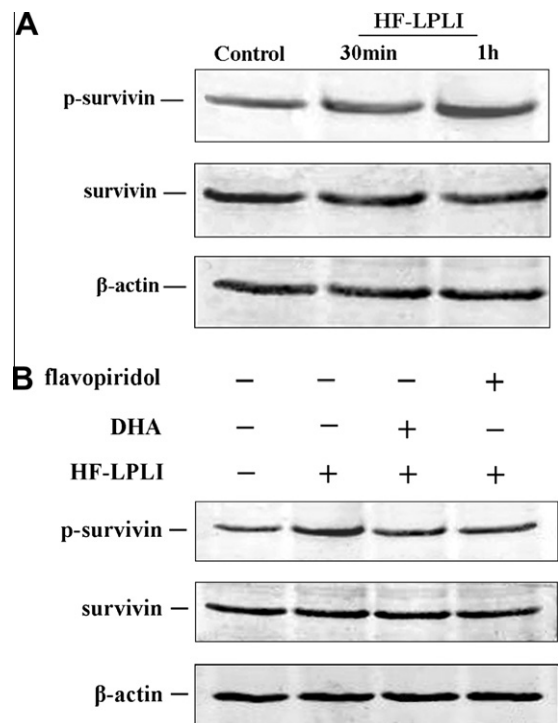 A
HF-LPLI
Control 30min 1h
p-survivin —
survivin —
β-actin —
B flavopiridol − − − +
DHA − − + −
HF-LPLI − + + +
p-survivin —
survivin —
β-actin —